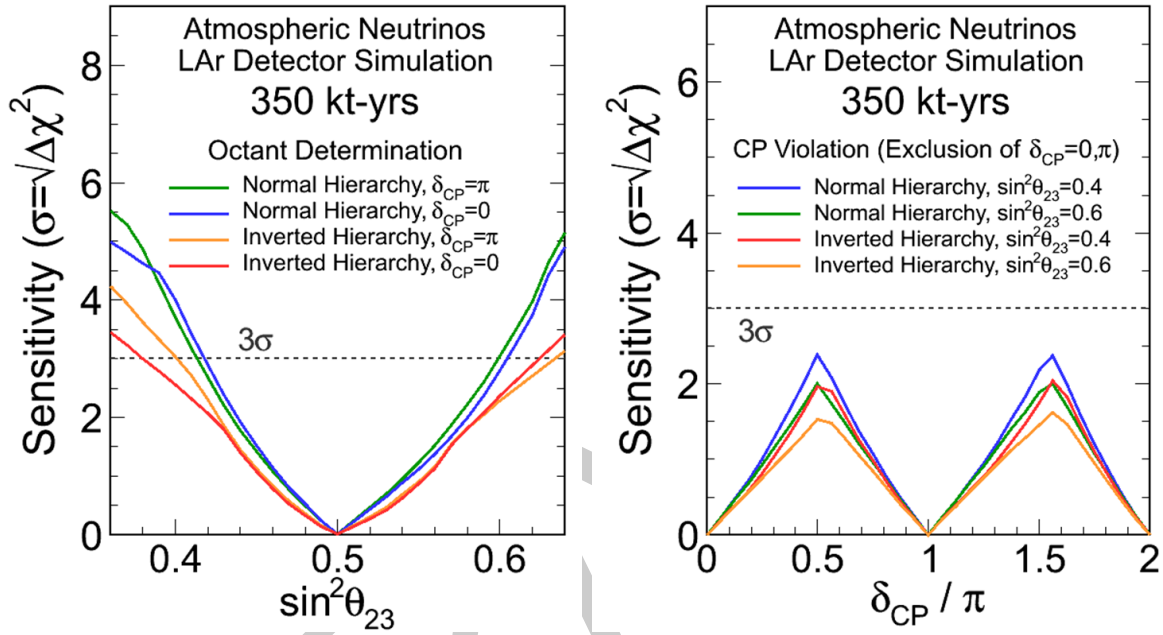 Atmospheric Neutrinos
LAr Detector Simulation
350 kt-yrs
Octant Determination
Normal Hierarchy, δCP=π
Normal Hierarchy, δCP=0
Inverted Hierarchy, δCP=π
Inverted Hierarchy, δCP=0
3σ
Sensitivity (σ=√Δχ²)
8
6
4
2
0
0.4
0.5
0.6
sin²θ23
Atmospheric Neutrinos
LAr Detector Simulation
350 kt-yrs
CP Violation (Exclusion of δCP=0,π)
Normal Hierarchy, sin²θ23=0.4
Normal Hierarchy, sin²θ23=0.6
Inverted Hierarchy, sin²θ23=0.4
Inverted Hierarchy, sin²θ23=0.6
3σ
Sensitivity (σ=√Δχ²)
6
4
2
0
0
0.5
1
1.5
2
δCP / π